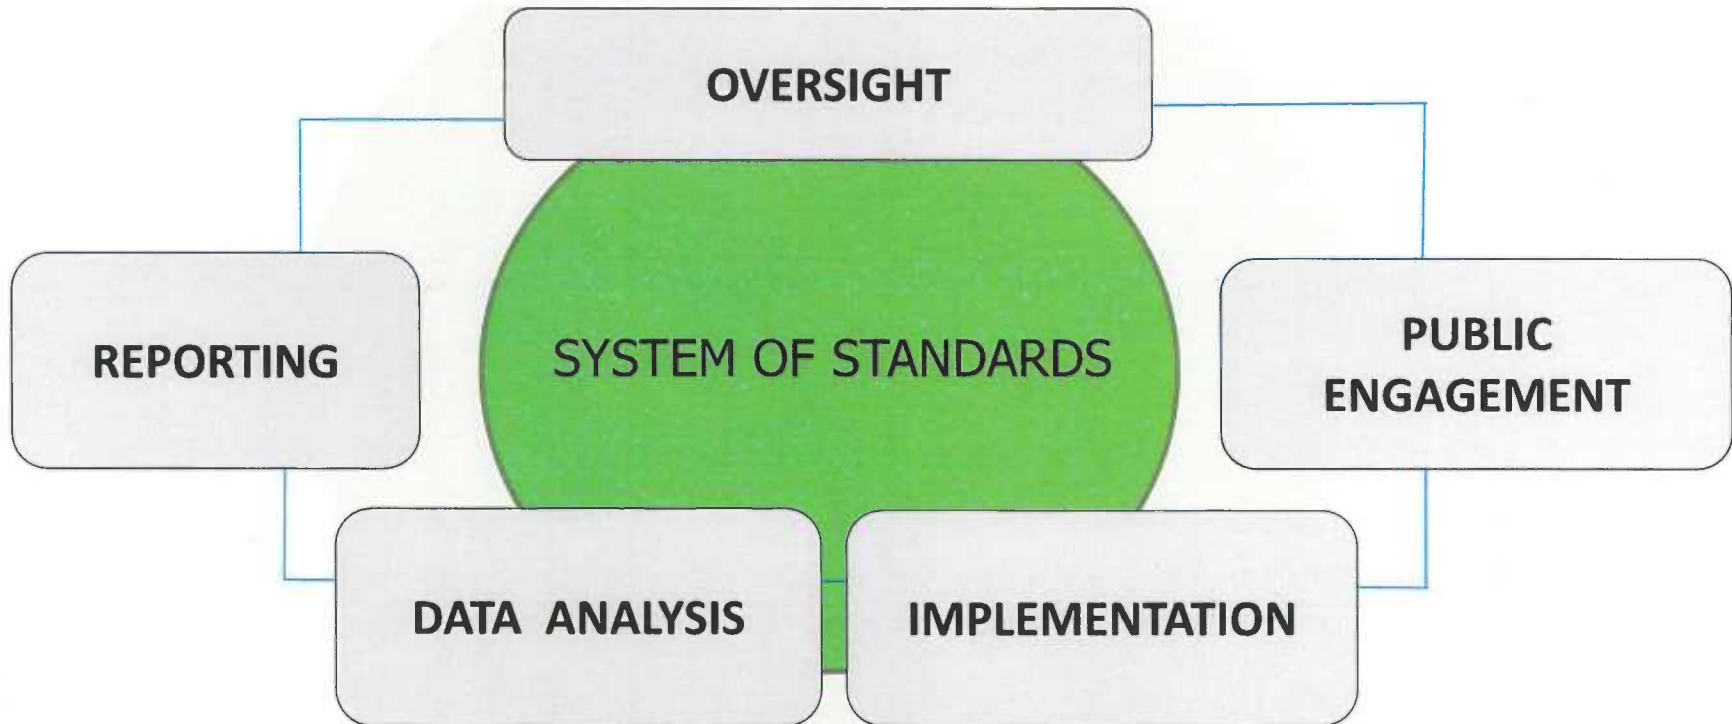 OVERSIGHT
REPORTING
SYSTEM OF STANDARDS
PUBLIC
ENGAGEMENT
DATA ANALYSIS
IMPLEMENTATION